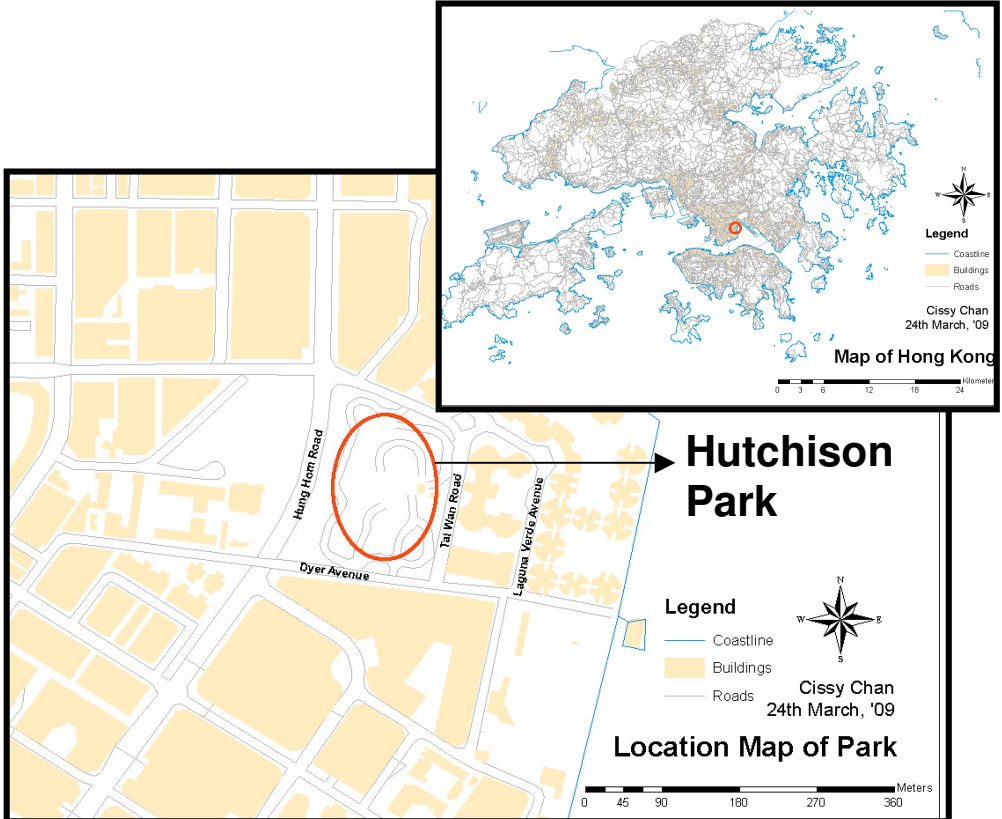 N
W E
S
Legend
Coastline
Buildings
Roads
Cissy Chan
24th March, '09
Map of Hong Kong
Kilometer
0 3 6 12 18 24
Hutchison
Park
Hung Hom Road
Tai Wan Road
Laguna Verde Avenue
Dyer Avenue
N
W E
S
Legend
Coastline
Buildings
Roads
Cissy Chan
24th March, '09
Location Map of Park
Meters
0 45 90 180 270 360